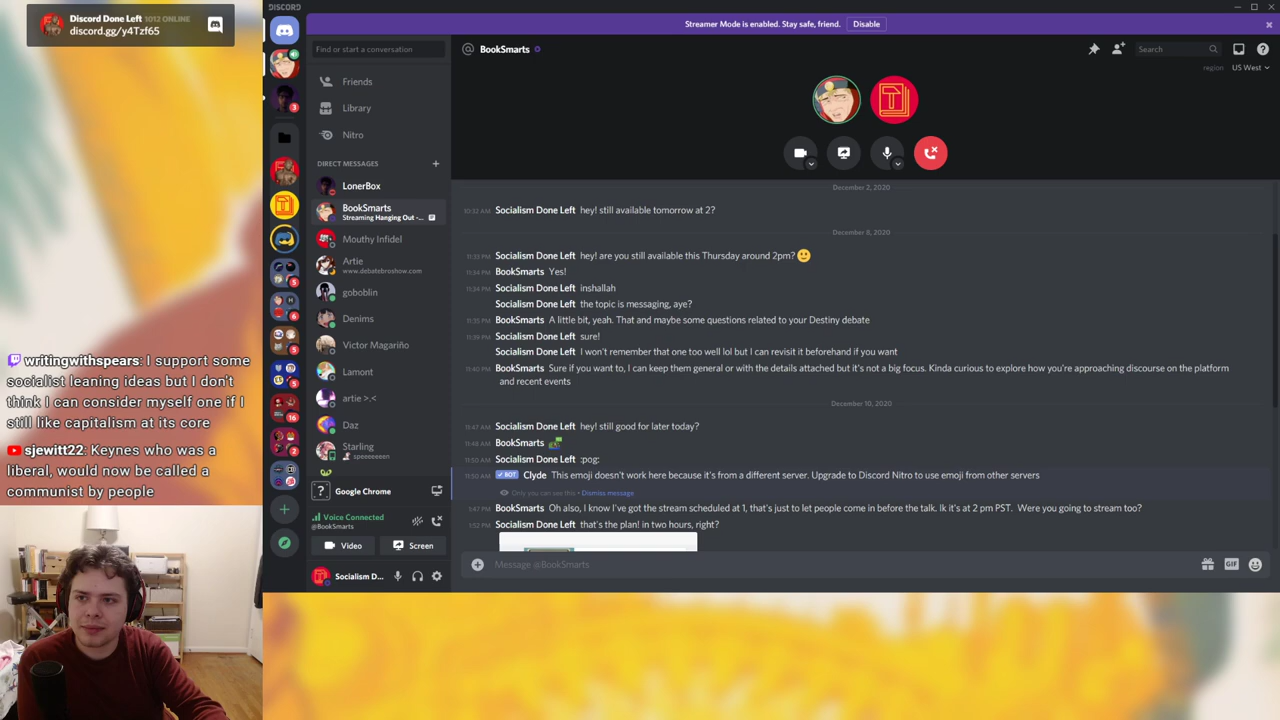 Discord Done Left 1012 ONLINE
discord.gg/y4Tzf65
DISCORD
Streamer Mode is enabled. Stay safe, friend. Disable
Find or start a conversation
BookSmarts
Search
region US West
Friends
Library
Nitro
DIRECT MESSAGES
LonerBox
BookSmarts
Streaming Hanging Out -...
Mouthy Infidel
Artie
www.debatebroshow.com
goboblin
Denims
Victor Magariño
Lamont
artie >.<
Daz
Starling
speeeeeeen
Google Chrome
Voice Connected
@BookSmarts
Video Screen
Socialism D...
3
5
6
5
5
16
2
5
December 2, 2020
10:32 AM Socialism Done Left hey! still available tomorrow at 2?
December 8, 2020
11:33 PM Socialism Done Left hey! are you still available this Thursday around 2pm? 🙂
11:34 PM BookSmarts Yes!
11:34 PM Socialism Done Left inshallah
Socialism Done Left the topic is messaging, aye?
11:35 PM BookSmarts A little bit, yeah. That and maybe some questions related to your Destiny debate
11:39 PM Socialism Done Left sure!
Socialism Done Left I won't remember that one too well lol but I can revisit it beforehand if you want
11:40 PM BookSmarts Sure if you want to, I can keep them general or with the details attached but it's not a big focus. Kinda curious to explore how you're approaching discourse on the platform
and recent events
December 10, 2020
11:47 AM Socialism Done Left hey! still good for later today?
11:48 AM BookSmarts
11:50 AM Socialism Done Left :pog:
11:50 AM BOT Clyde This emoji doesn't work here because it's from a different server. Upgrade to Discord Nitro to use emoji from other servers
Only you can see this • Dismiss message
1:47 PM BookSmarts Oh also, I know I've got the stream scheduled at 1, that's just to let people come in before the talk. Ik it's at 2 pm PST. Were you going to stream too?
1:52 PM Socialism Done Left that's the plan! in two hours, right?
Message @BookSmarts
GIF
writingwithspears: I support some
socialist leaning ideas but I don't
think I can consider myself one if I
still like capitalism at its core
sjewitt22: Keynes who was a
liberal, would now be called a
communist by people